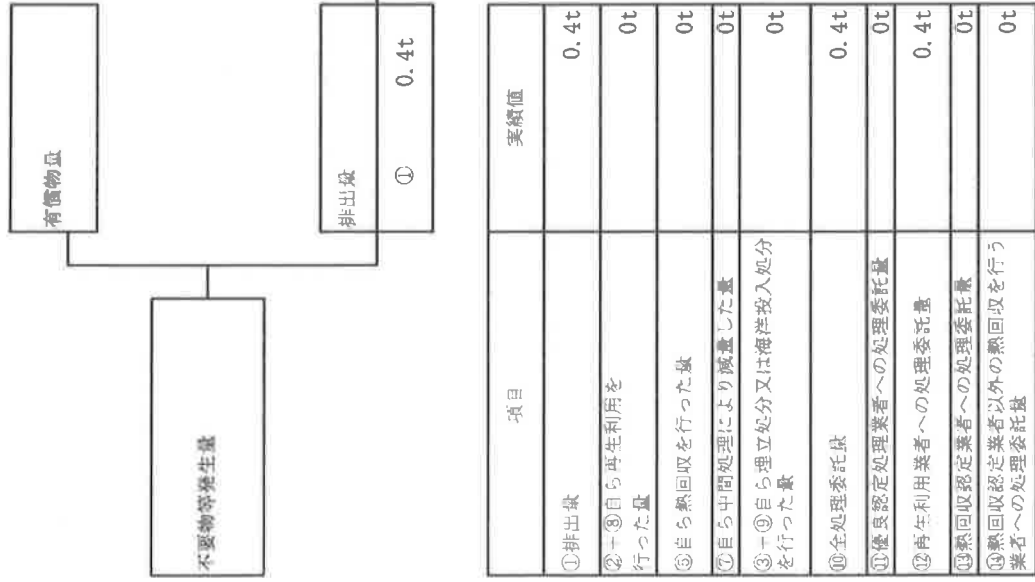 有償物量
不要物等発生量
排出量
① 0.4t
項目 実績値
①排出量 0.4t
②+⑧自ら再生利用を
行った量 0t
⑤自ら熱回収を行った量 0t
⑦自ら中間処理により減量した量 0t
③+⑨自ら埋立処分又は海洋投入処分
を行った量 0t
⑩全処理委託量 0.4t
⑪優良認定処理業者への処理委託量 0t
⑫再生利用業者への処理委託量 0.4t
⑬熱回収認定業者への処理委託量 0t
⑭熱回収認定業者以外の熱回収を行う
業者への処理委託量 0t